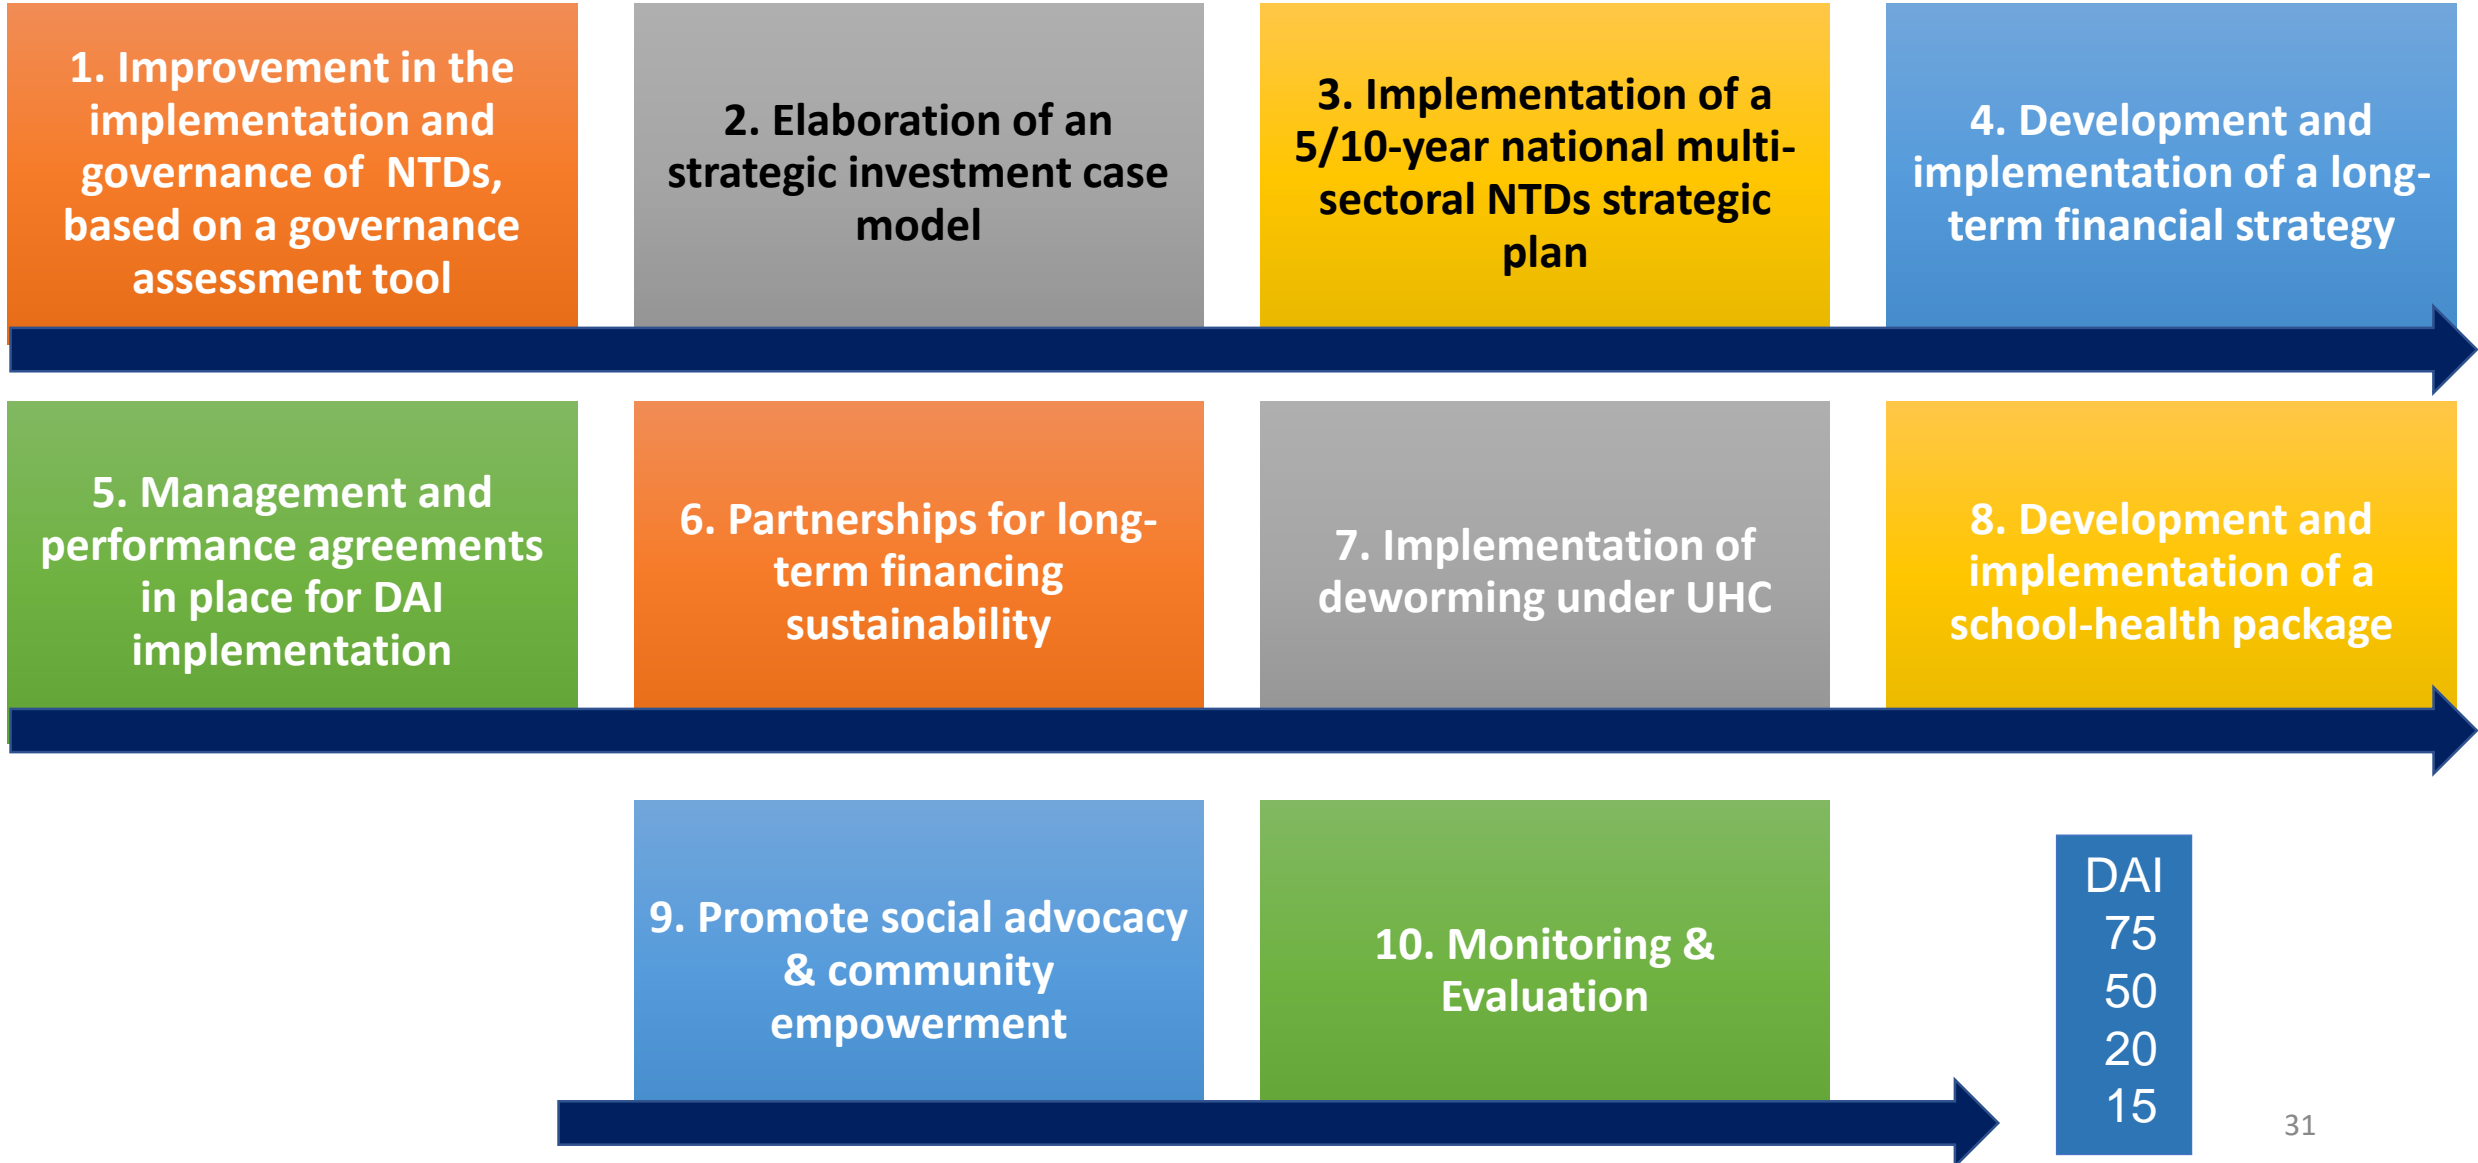 1. Improvement in the
implementation and
governance of  NTDs,
based on a governance
assessment tool
2. Elaboration of an
strategic investment case
model
3. Implementation of a
5/10-year national multi-
sectoral NTDs strategic
plan
4. Development and
implementation of a long-
term financial strategy
5. Management and
performance agreements
in place for DAI
implementation
6. Partnerships for long-
term financing
sustainability
7. Implementation of
deworming under UHC
8. Development and
implementation of a
school-health package
9. Promote social advocacy
& community
empowerment
10. Monitoring &
Evaluation
DAI
75
50
20
15
31